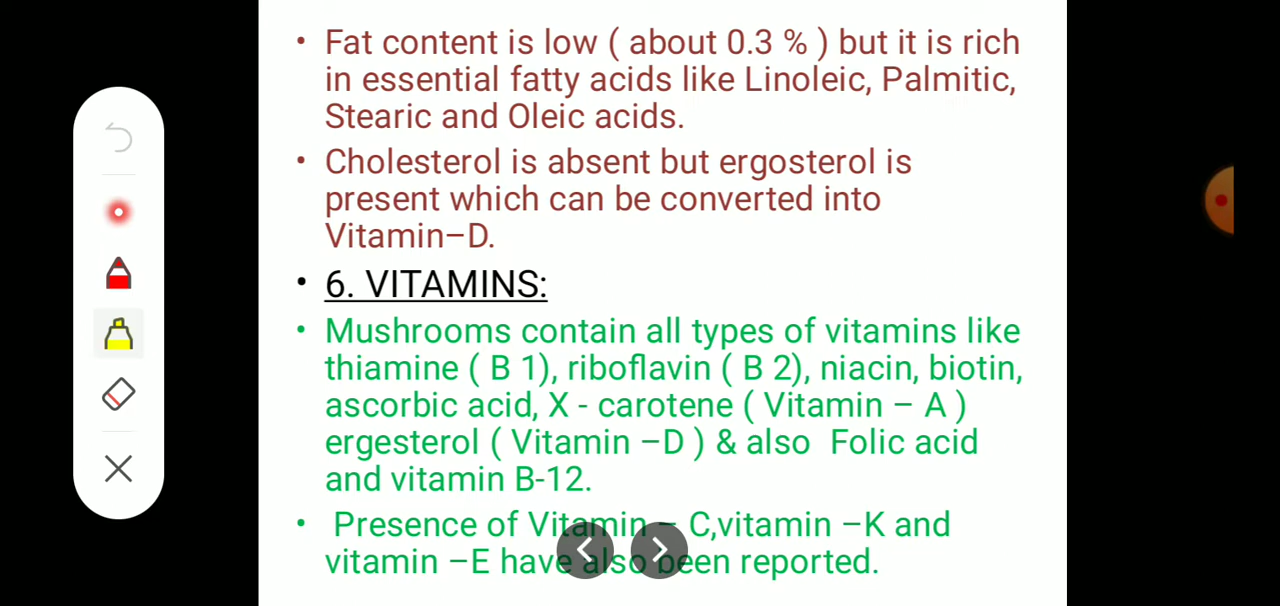 • Fat content is low ( about 0.3 % ) but it is rich
in essential fatty acids like Linoleic, Palmitic,
Stearic and Oleic acids.
• Cholesterol is absent but ergosterol is
present which can be converted into
Vitamin–D.
• 6. VITAMINS:
• Mushrooms contain all types of vitamins like
thiamine ( B 1), riboflavin ( B 2), niacin, biotin,
ascorbic acid, X - carotene ( Vitamin – A )
ergesterol ( Vitamin –D ) & also Folic acid
and vitamin B-12.
• Presence of Vitamin – C,vitamin –K and
vitamin –E have also been reported.